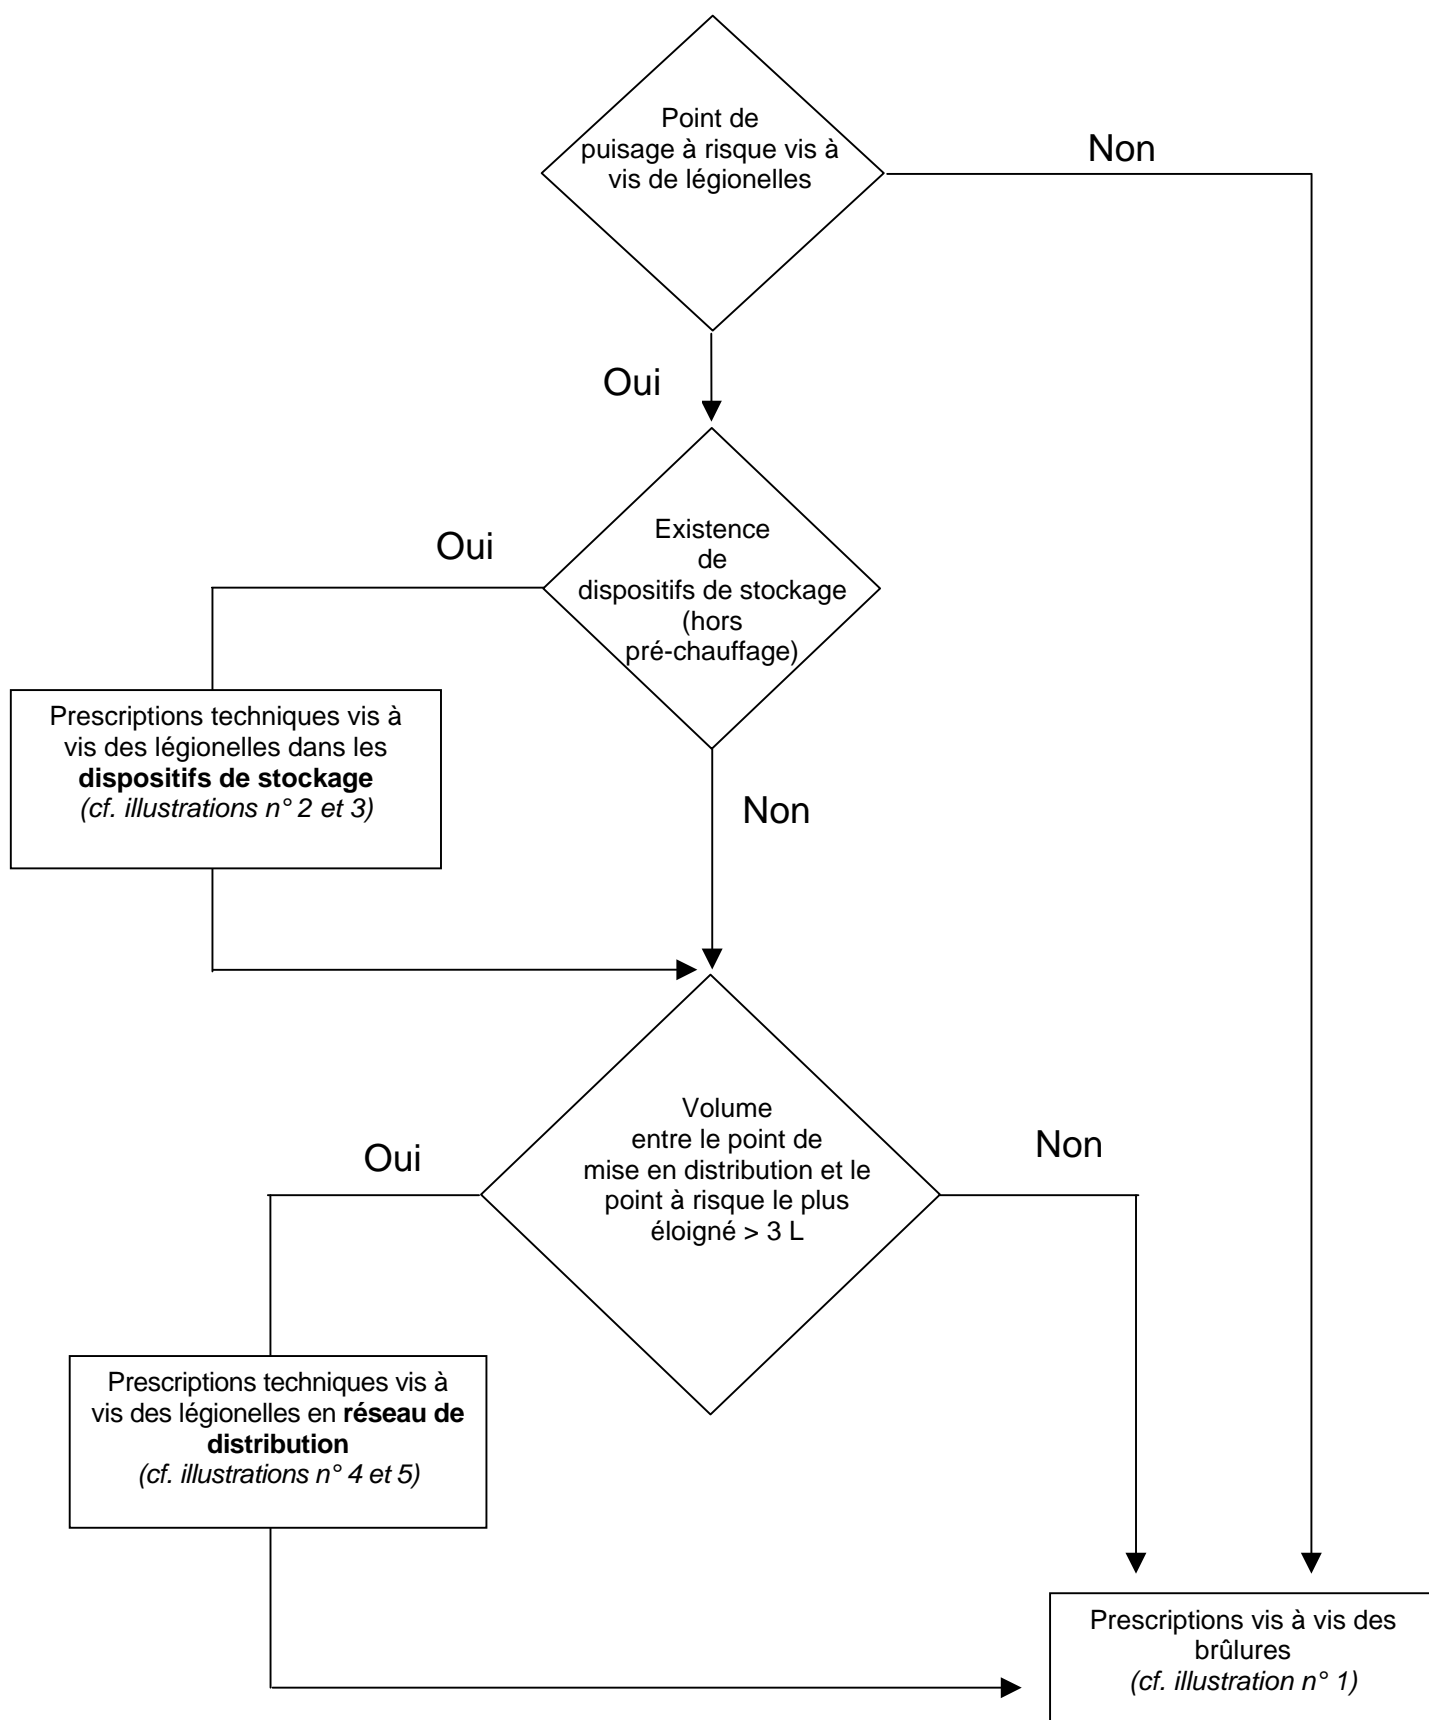 Point de
puisage à risque vis à
vis de légionelles
Non
Oui
Existence
de
dispositifs de stockage
(hors
pré-chauffage)
Oui
Prescriptions techniques vis à
vis des légionelles dans les
dispositifs de stockage
(cf. illustrations n° 2 et 3)
Non
Volume
entre le point de
mise en distribution et le
point à risque le plus
éloigné > 3 L
Oui
Non
Prescriptions techniques vis à
vis des légionelles en réseau de
distribution
(cf. illustrations n° 4 et 5)
Prescriptions vis à vis des
brûlures
(cf. illustration n° 1)